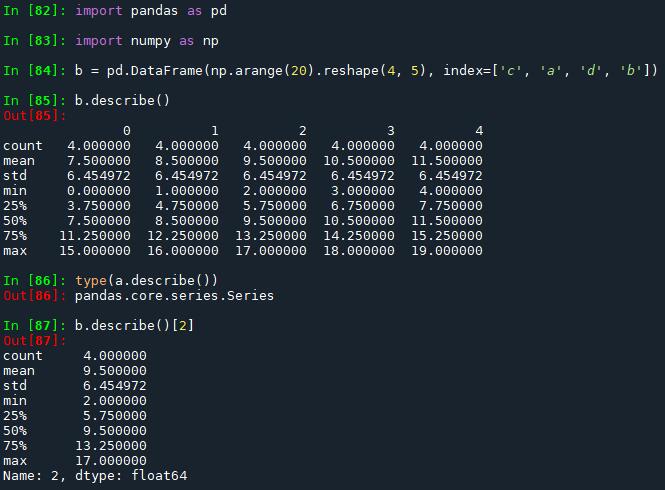 In [82]: import pandas as pd
In [83]: import numpy as np
In [84]: b = pd.DataFrame(np.arange(20).reshape(4, 5), index=['c', 'a', 'd', 'b'])
In [85]: b.describe()
Out[85]:
0 1 2 3 4
count 4.000000 4.000000 4.000000 4.000000 4.000000
mean 7.500000 8.500000 9.500000 10.500000 11.500000
std 6.454972 6.454972 6.454972 6.454972 6.454972
min 0.000000 1.000000 2.000000 3.000000 4.000000
25% 3.750000 4.750000 5.750000 6.750000 7.750000
50% 7.500000 8.500000 9.500000 10.500000 11.500000
75% 11.250000 12.250000 13.250000 14.250000 15.250000
max 15.000000 16.000000 17.000000 18.000000 19.000000
In [86]: type(a.describe())
Out[86]: pandas.core.series.Series
In [87]: b.describe()[2]
Out[87]:
count 4.000000
mean 9.500000
std 6.454972
min 2.000000
25% 5.750000
50% 9.500000
75% 13.250000
max 17.000000
Name: 2, dtype: float64